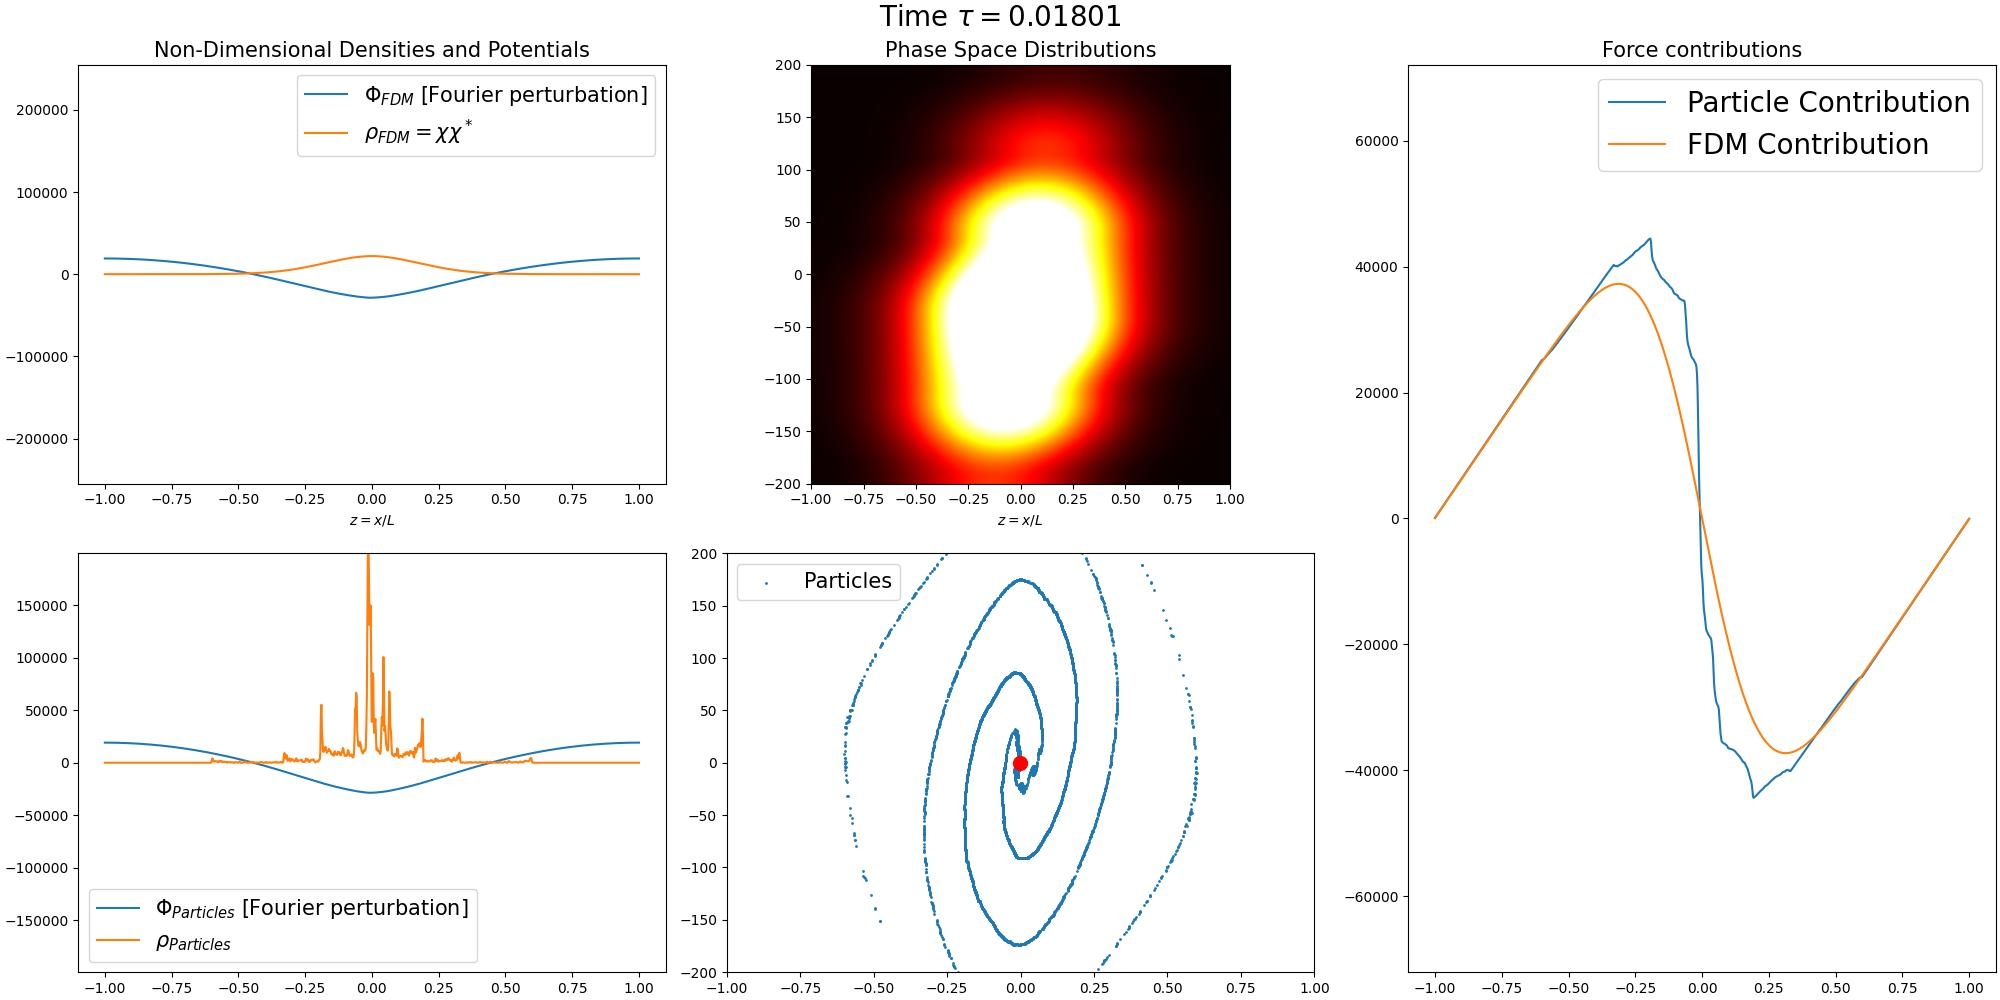 Time τ = 0.01801
Non-Dimensional Densities and Potentials
Φ_FDM [Fourier perturbation]
ρ_FDM = χχ*
200000
100000
0
−100000
−200000
−1.00 −0.75 −0.50 −0.25 0.00 0.25 0.50 0.75 1.00
z = x/L
Phase Space Distributions
200
150
100
50
0
−50
−100
−150
−200
−1.00 −0.75 −0.50 −0.25 0.00 0.25 0.50 0.75 1.00
z = x/L
Force contributions
Particle Contribution
FDM Contribution
60000
40000
20000
0
−20000
−40000
−60000
−1.00 −0.75 −0.50 −0.25 0.00 0.25 0.50 0.75 1.00
150000
100000
50000
0
−50000
−100000
−150000
Φ_Particles [Fourier perturbation]
ρ_Particles
−1.00 −0.75 −0.50 −0.25 0.00 0.25 0.50 0.75 1.00
Particles
200
150
100
50
0
−50
−100
−150
−200
−1.00 −0.75 −0.50 −0.25 0.00 0.25 0.50 0.75 1.00